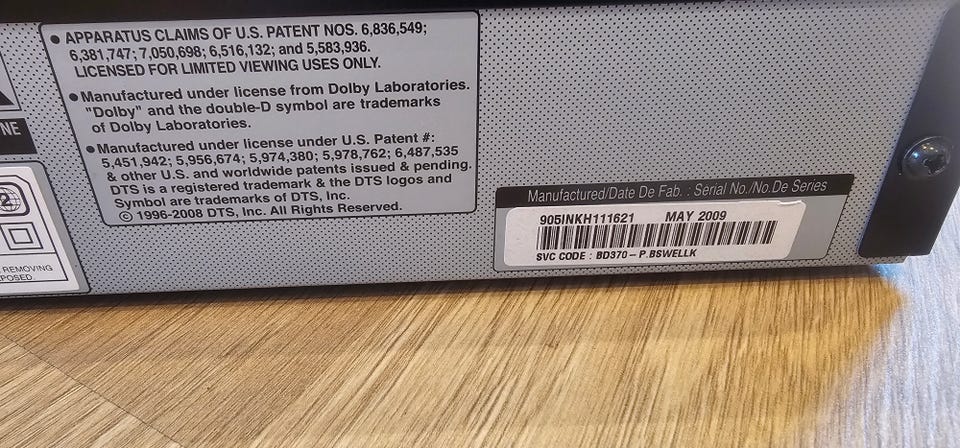 • APPARATUS CLAIMS OF U.S. PATENT NOS. 6,836,549;
6,381,747; 7,050,698; 6,516,132; and 5,583,936.
LICENSED FOR LIMITED VIEWING USES ONLY.
• Manufactured under license from Dolby Laboratories.
"Dolby" and the double-D symbol are trademarks
of Dolby Laboratories.
• Manufactured under license under U.S. Patent #:
5,451,942; 5,956,674; 5,974,380; 5,978,762; 6,487,535
& other U.S. and worldwide patents issued & pending.
DTS is a registered trademark & the DTS logos and
Symbol are trademarks of DTS, Inc.
© 1996-2008 DTS, Inc. All Rights Reserved.
NE
2
REMOVING
POSED.
Manufactured/Date De Fab. : Serial No./No.De Series
905INKH111621 MAY 2009
SVC CODE : BD370-P.BSWELLK